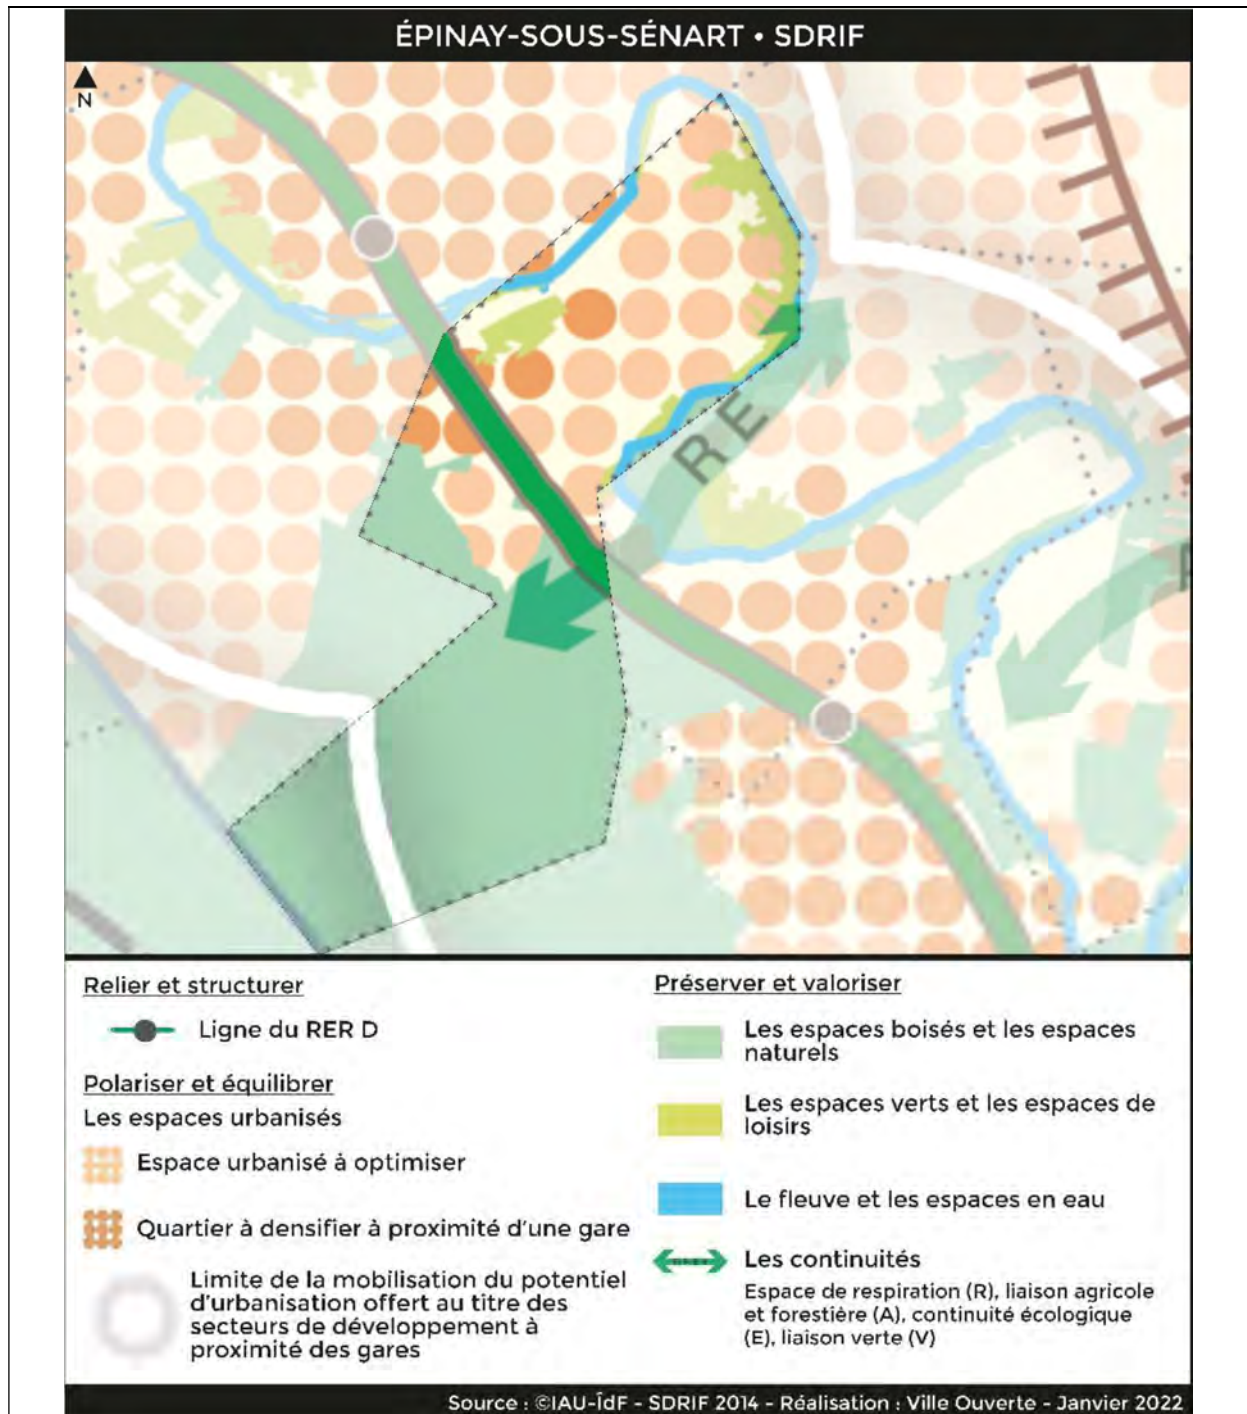 ÉPINAY-SOUS-SÉNART • SDRIF
N
R E
Relier et structurer
Ligne du RER D
Polariser et équilibrer
Les espaces urbanisés
Espace urbanisé à optimiser
Quartier à densifier à proximité d'une gare
Limite de la mobilisation du potentiel
d'urbanisation offert au titre des
secteurs de développement à
proximité des gares
Préserver et valoriser
Les espaces boisés et les espaces
naturels
Les espaces verts et les espaces de
loisirs
Le fleuve et les espaces en eau
Les continuités
Espace de respiration (R), liaison agricole
et forestière (A), continuité écologique
(E), liaison verte (V)
Source : ©IAU-îdF - SDRIF 2014 - Réalisation : Ville Ouverte - Janvier 2022